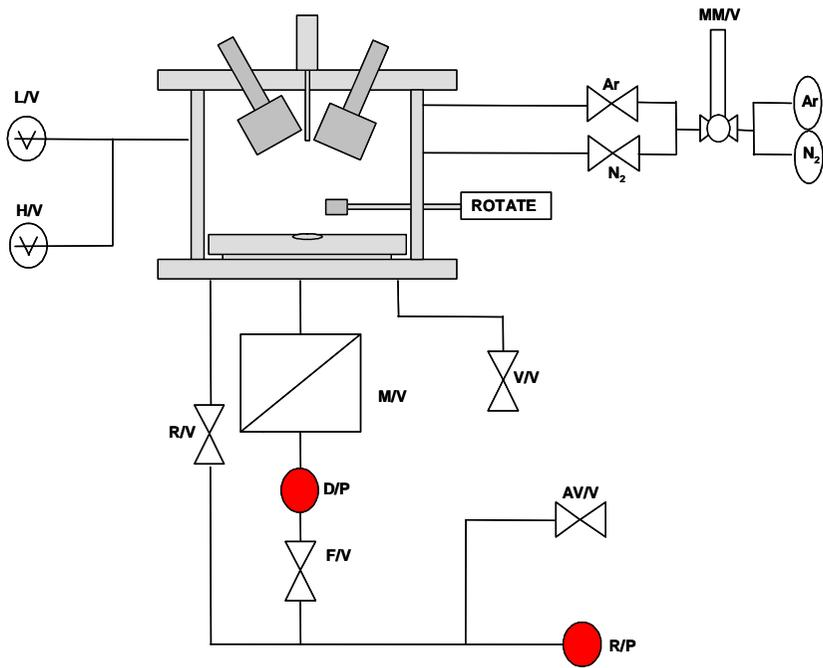 MM/V
L/V
Ar
Ar
N₂
N₂
H/V
ROTATE
V/V
M/V
R/V
D/P
AV/V
F/V
R/P